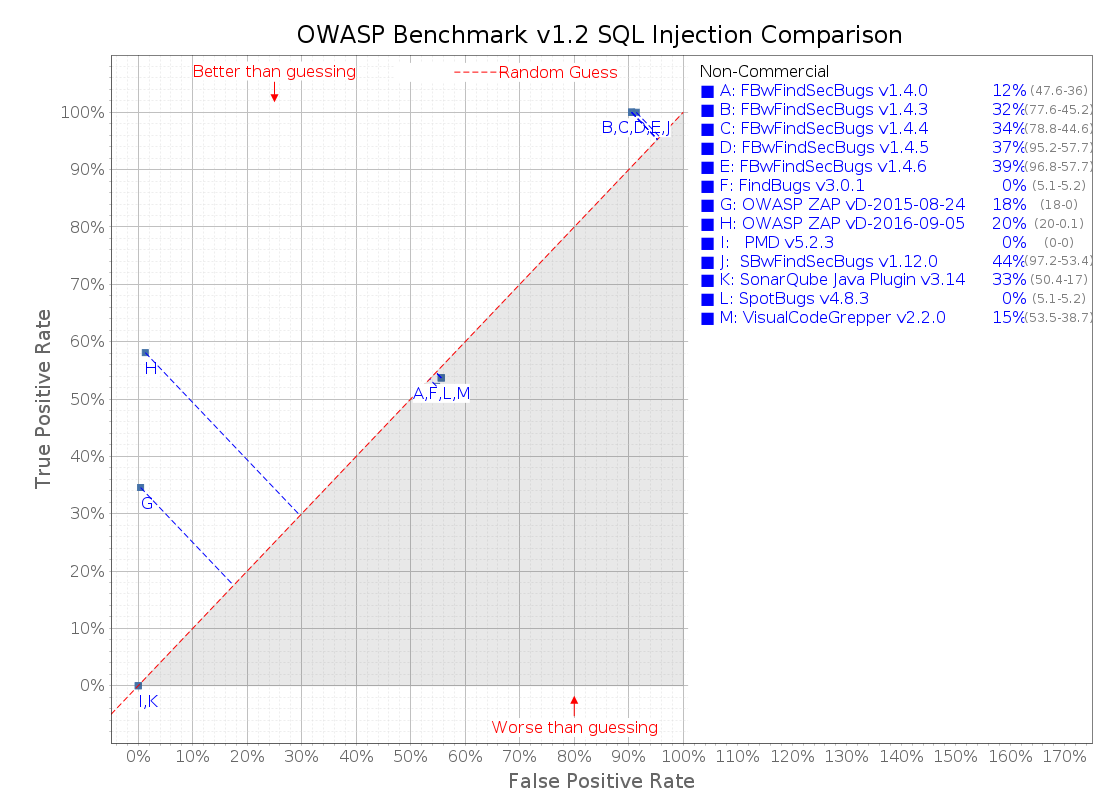 OWASP Benchmark v1.2 SQL Injection Comparison
Better than guessing
Random Guess
Non-Commercial
A: FBwFindSecBugs v1.4.0 12% (47.6-36)
B: FBwFindSecBugs v1.4.3 32% (77.6-45.2)
C: FBwFindSecBugs v1.4.4 34% (78.8-44.6)
D: FBwFindSecBugs v1.4.5 37% (95.2-57.7)
E: FBwFindSecBugs v1.4.6 39% (96.8-57.7)
F: FindBugs v3.0.1 0% (5.1-5.2)
G: OWASP ZAP vD-2015-08-24 18% (18-0)
H: OWASP ZAP vD-2016-09-05 20% (20-0.1)
I: PMD v5.2.3 0% (0-0)
J: SBwFindSecBugs v1.12.0 44% (97.2-53.4)
K: SonarQube Java Plugin v3.14 33% (50.4-17)
L: SpotBugs v4.8.3 0% (5.1-5.2)
M: VisualCodeGrepper v2.2.0 15% (53.5-38.7)
100%
B,C,D,E,J
90%
80%
70%
60%
H
50%
A,F,L,M
40%
30%
G
20%
10%
0%
I,K
True Positive Rate
Worse than guessing
0% 10% 20% 30% 40% 50% 60% 70% 80% 90% 100% 110% 120% 130% 140% 150% 160% 170%
False Positive Rate